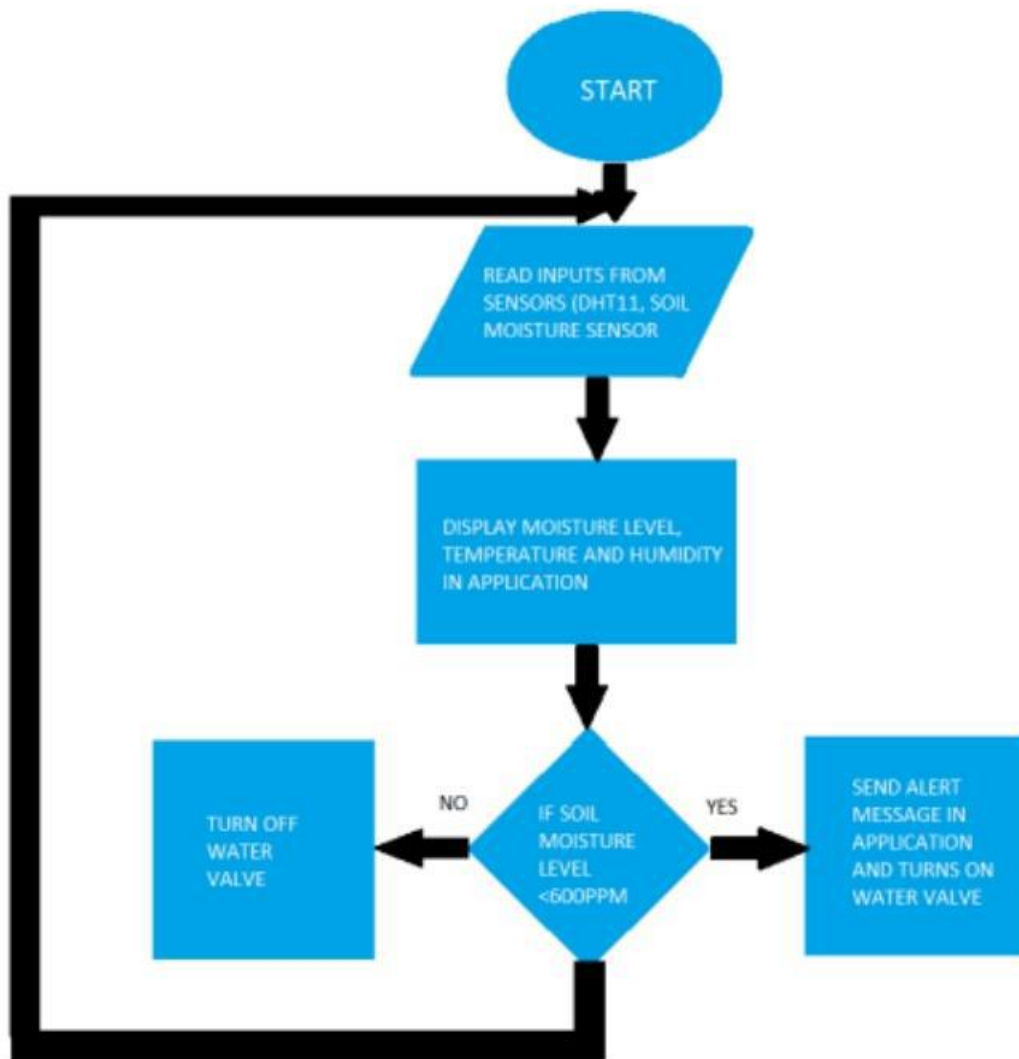 START
READ INPUTS FROM
SENSORS (DHT11, SOIL
MOISTURE SENSOR
DISPLAY MOISTURE LEVEL,
TEMPERATURE AND HUMIDITY
IN APPLICATION
NO
YES
TURN OFF
WATER
VALVE
IF SOIL
MOISTURE
LEVEL
<600PPM
SEND ALERT
MESSAGE IN
APPLICATION
AND TURNS ON
WATER VALVE